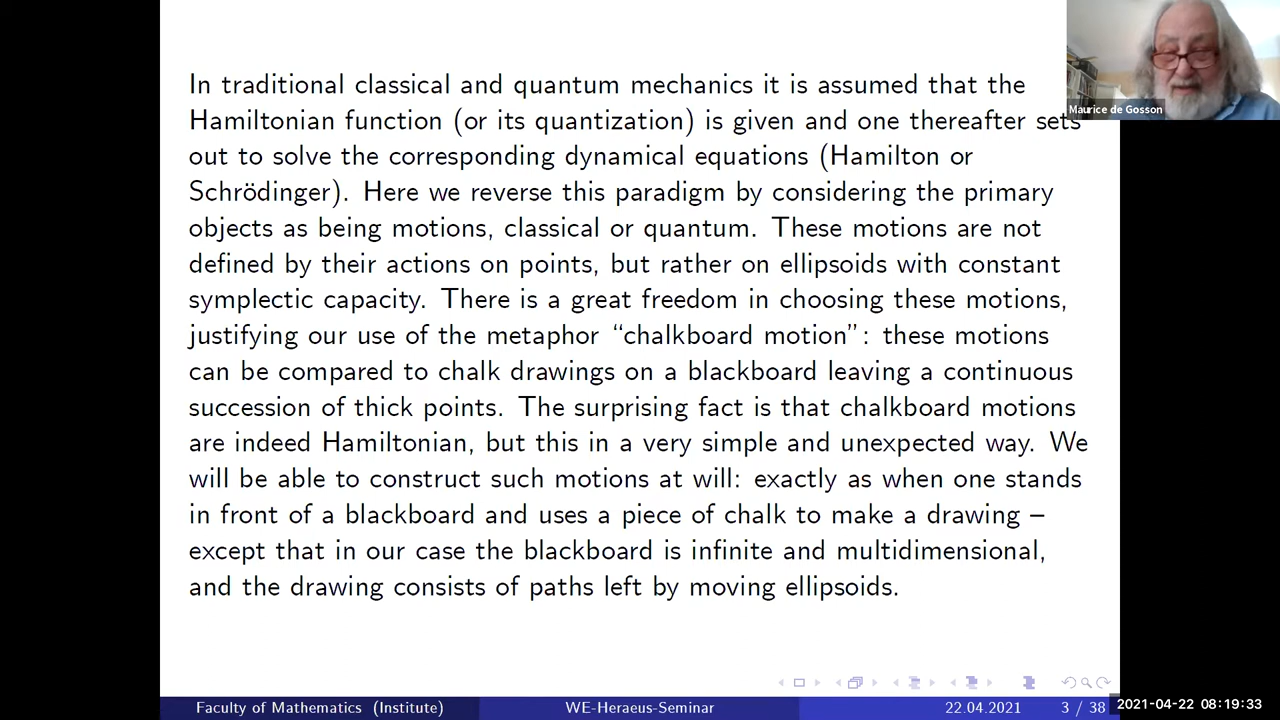 In traditional classical and quantum mechanics it is assumed that the
Hamiltonian function (or its quantization) is given and one thereafter sets
out to solve the corresponding dynamical equations (Hamilton or
Schrödinger). Here we reverse this paradigm by considering the primary
objects as being motions, classical or quantum. These motions are not
defined by their actions on points, but rather on ellipsoids with constant
symplectic capacity. There is a great freedom in choosing these motions,
justifying our use of the metaphor “chalkboard motion”: these motions
can be compared to chalk drawings on a blackboard leaving a continuous
succession of thick points. The surprising fact is that chalkboard motions
are indeed Hamiltonian, but this in a very simple and unexpected way. We
will be able to construct such motions at will: exactly as when one stands
in front of a blackboard and uses a piece of chalk to make a drawing –
except that in our case the blackboard is infinite and multidimensional,
and the drawing consists of paths left by moving ellipsoids.
Maurice de Gosson
Faculty of Mathematics (Institute) WE-Heraeus-Seminar 22.04.2021 3 / 38
2021-04-22 08:19:33